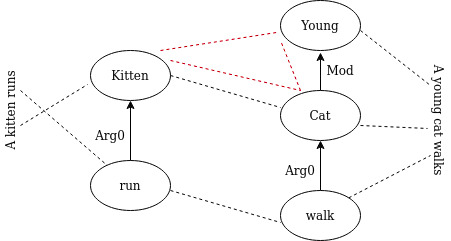 Young
Kitten
Mod
Cat
A kitten runs
A young cat walks
Arg0
Arg0
run
walk